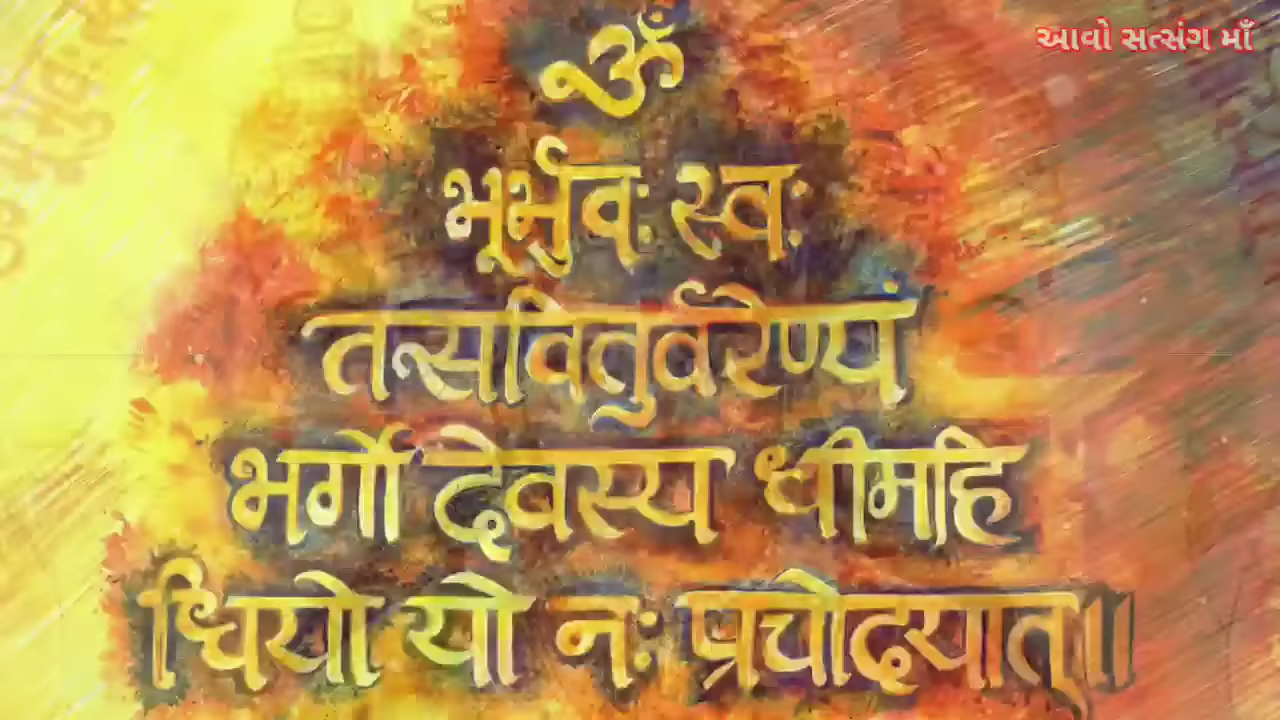 આવો સત્સંગ માઁ
ॐ
भूर्भुवः स्वः
तत्सवितुर्वरेण्यं
भर्गो देवस्य धीमहि
धियो यो नः प्रचोदयात्॥